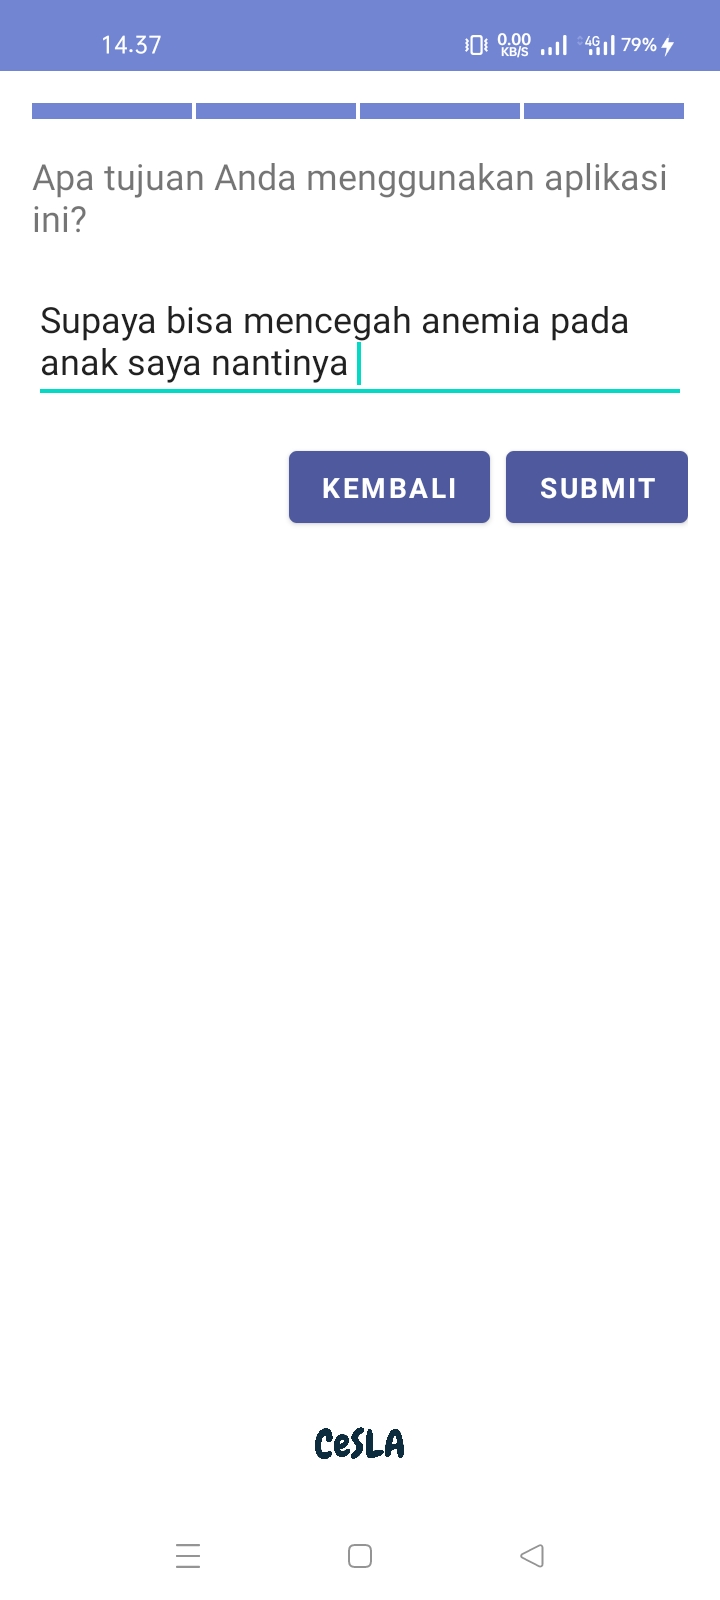 14.37
0.00
KB/S
4G
79%
Apa tujuan Anda menggunakan aplikasi
ini?
Supaya bisa mencegah anemia pada
anak saya nantinya
KEMBALI
SUBMIT
CeSLA